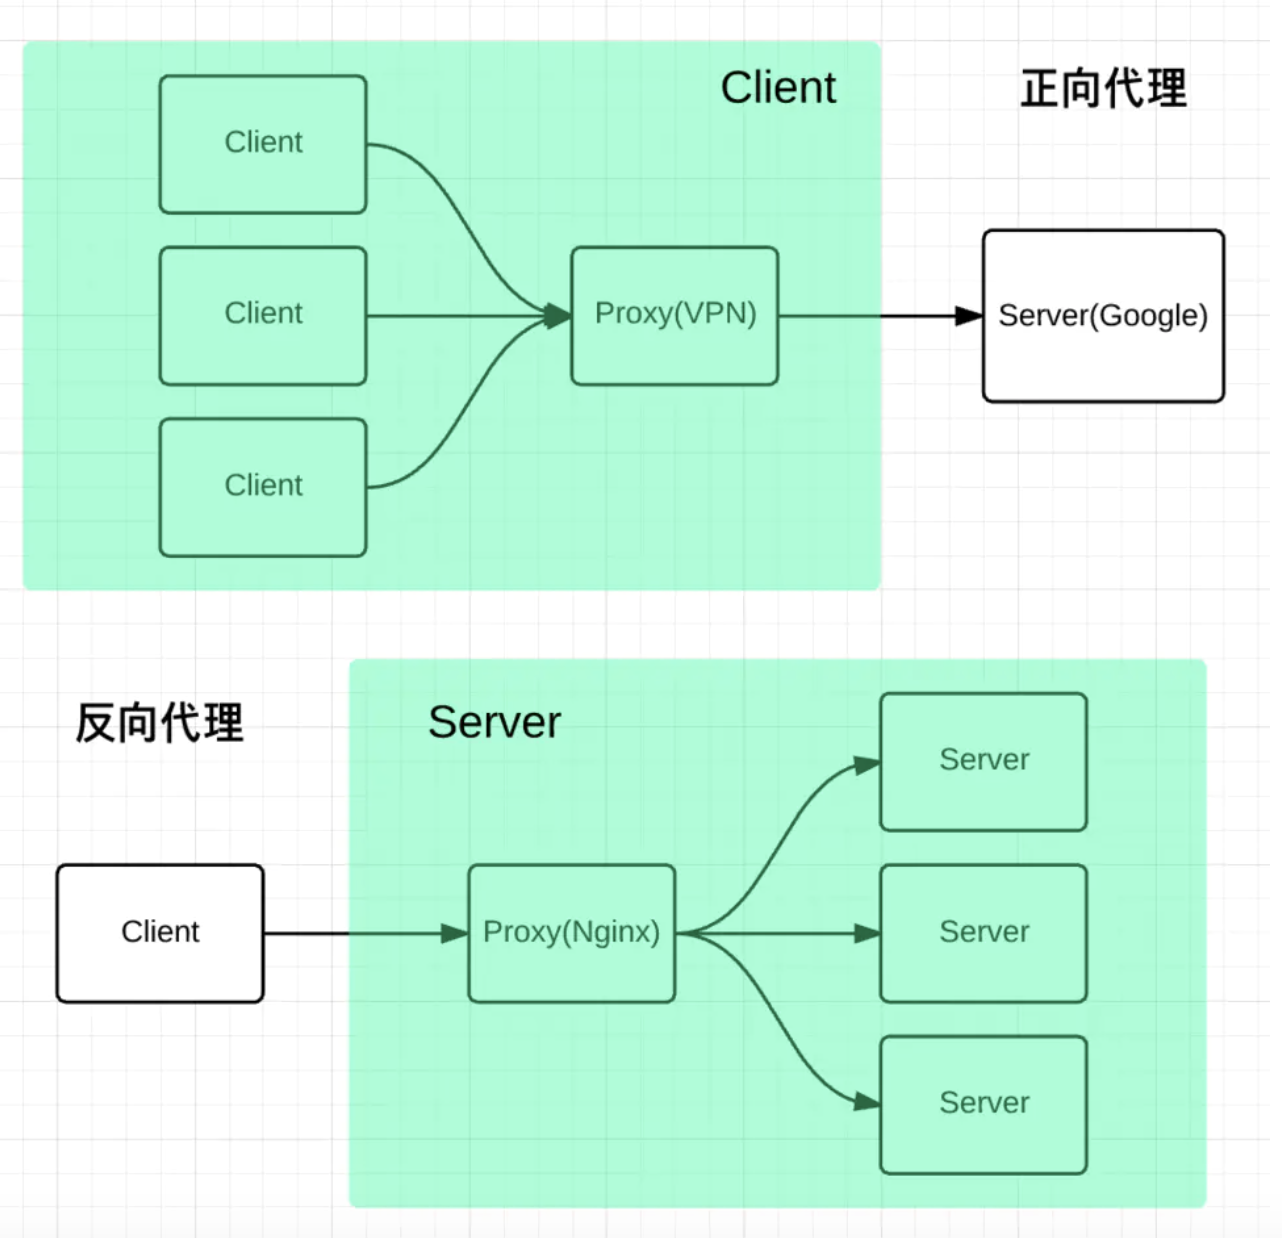 Client
正向代理
Client
Client
Proxy(VPN)
Server(Google)
Client
反向代理
Server
Server
Client
Proxy(Nginx)
Server
Server